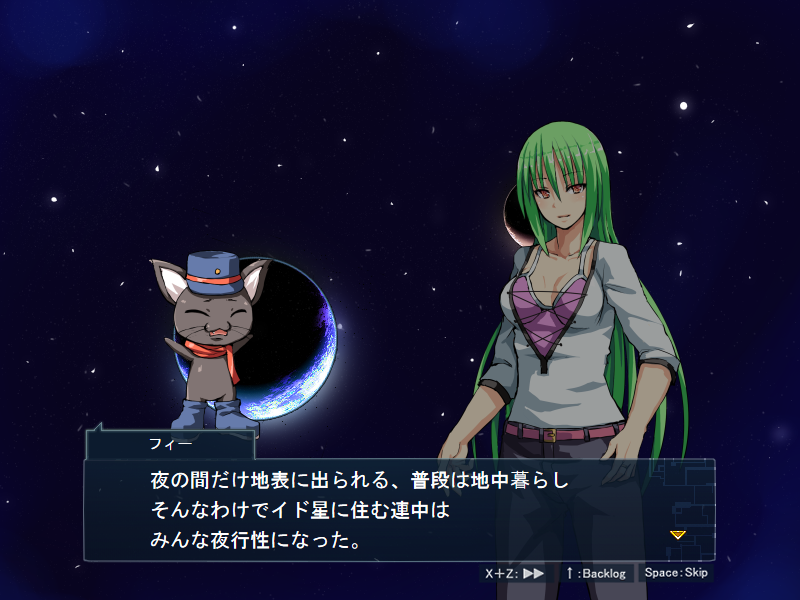 フィー
夜の間だけ地表に出られる、普段は地中暮らし
そんなわけでイド星に住む連中は
みんな夜行性になった。
X+Z:▶▶ ↑:Backlog Space:Skip